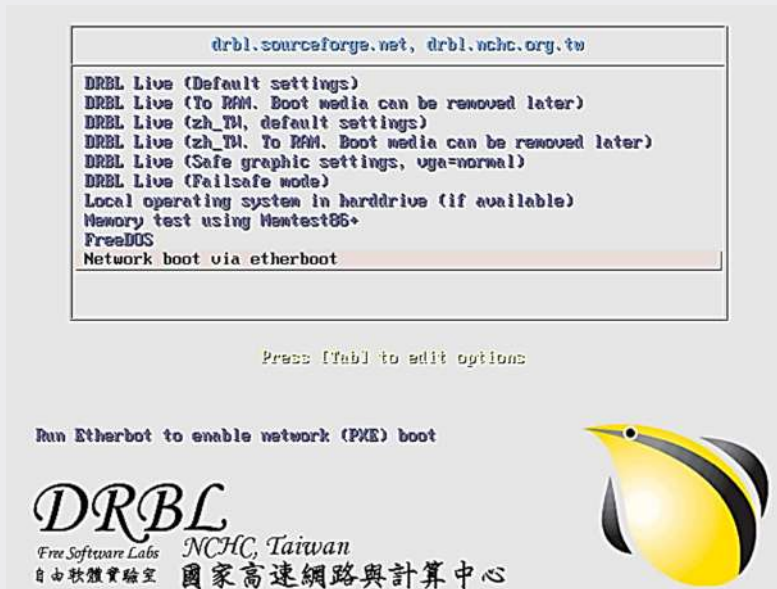 drbl.sourceforge.net, drbl.nchc.org.tw
DRBL Live (Default settings)
DRBL Live (To RAM. Boot media can be removed later)
DRBL Live (zh_TW, default settings)
DRBL Live (zh_TW. To RAM. Boot media can be removed later)
DRBL Live (Safe graphic settings, vga=normal)
DRBL Live (Failsafe mode)
Local operating system in harddrive (if available)
Memory test using Memtest86+
FreeDOS
Network boot via etherboot
Press [Tab] to edit options
Run Etherbot to enable network (PXE) boot
DRBL
Free Software Labs NCHC, Taiwan
自由軟體實驗室 國家高速網路與計算中心